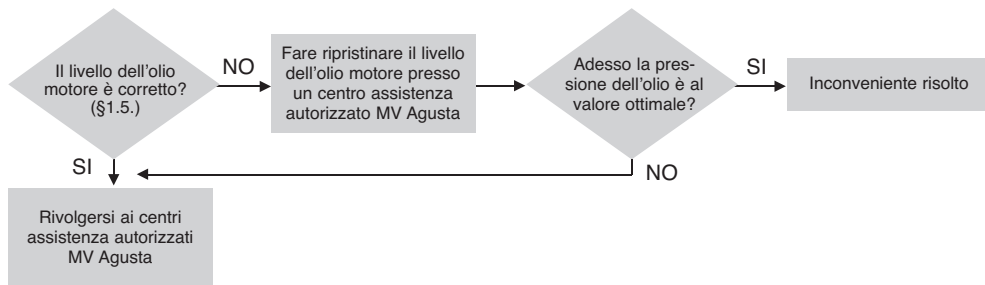 Il livello dell'olio
motore è corretto?
(§1.5.)
NO
Fare ripristinare il livello
dell'olio motore presso
un centro assistenza
autorizzato MV Agusta
Adesso la pres-
sione dell'olio è al
valore ottimale?
SI
Inconveniente risolto
SI
NO
Rivolgersi ai centri
assistenza autorizzati
MV Agusta